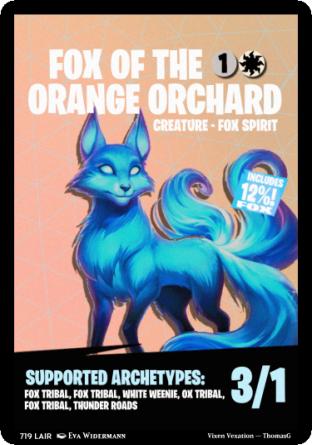 FOX OF THE 1
ORANGE ORCHARD
CREATURE - FOX SPIRIT
INCLUDES
12%!
FOX
SUPPORTED ARCHETYPES:
FOX TRIBAL, FOX TRIBAL, WHITE WEENIE, OX TRIBAL,
FOX TRIBAL, THUNDER ROADS
3/1
719 LAIR EVA WIDERMANN
Vixen Vexation — ThomasG